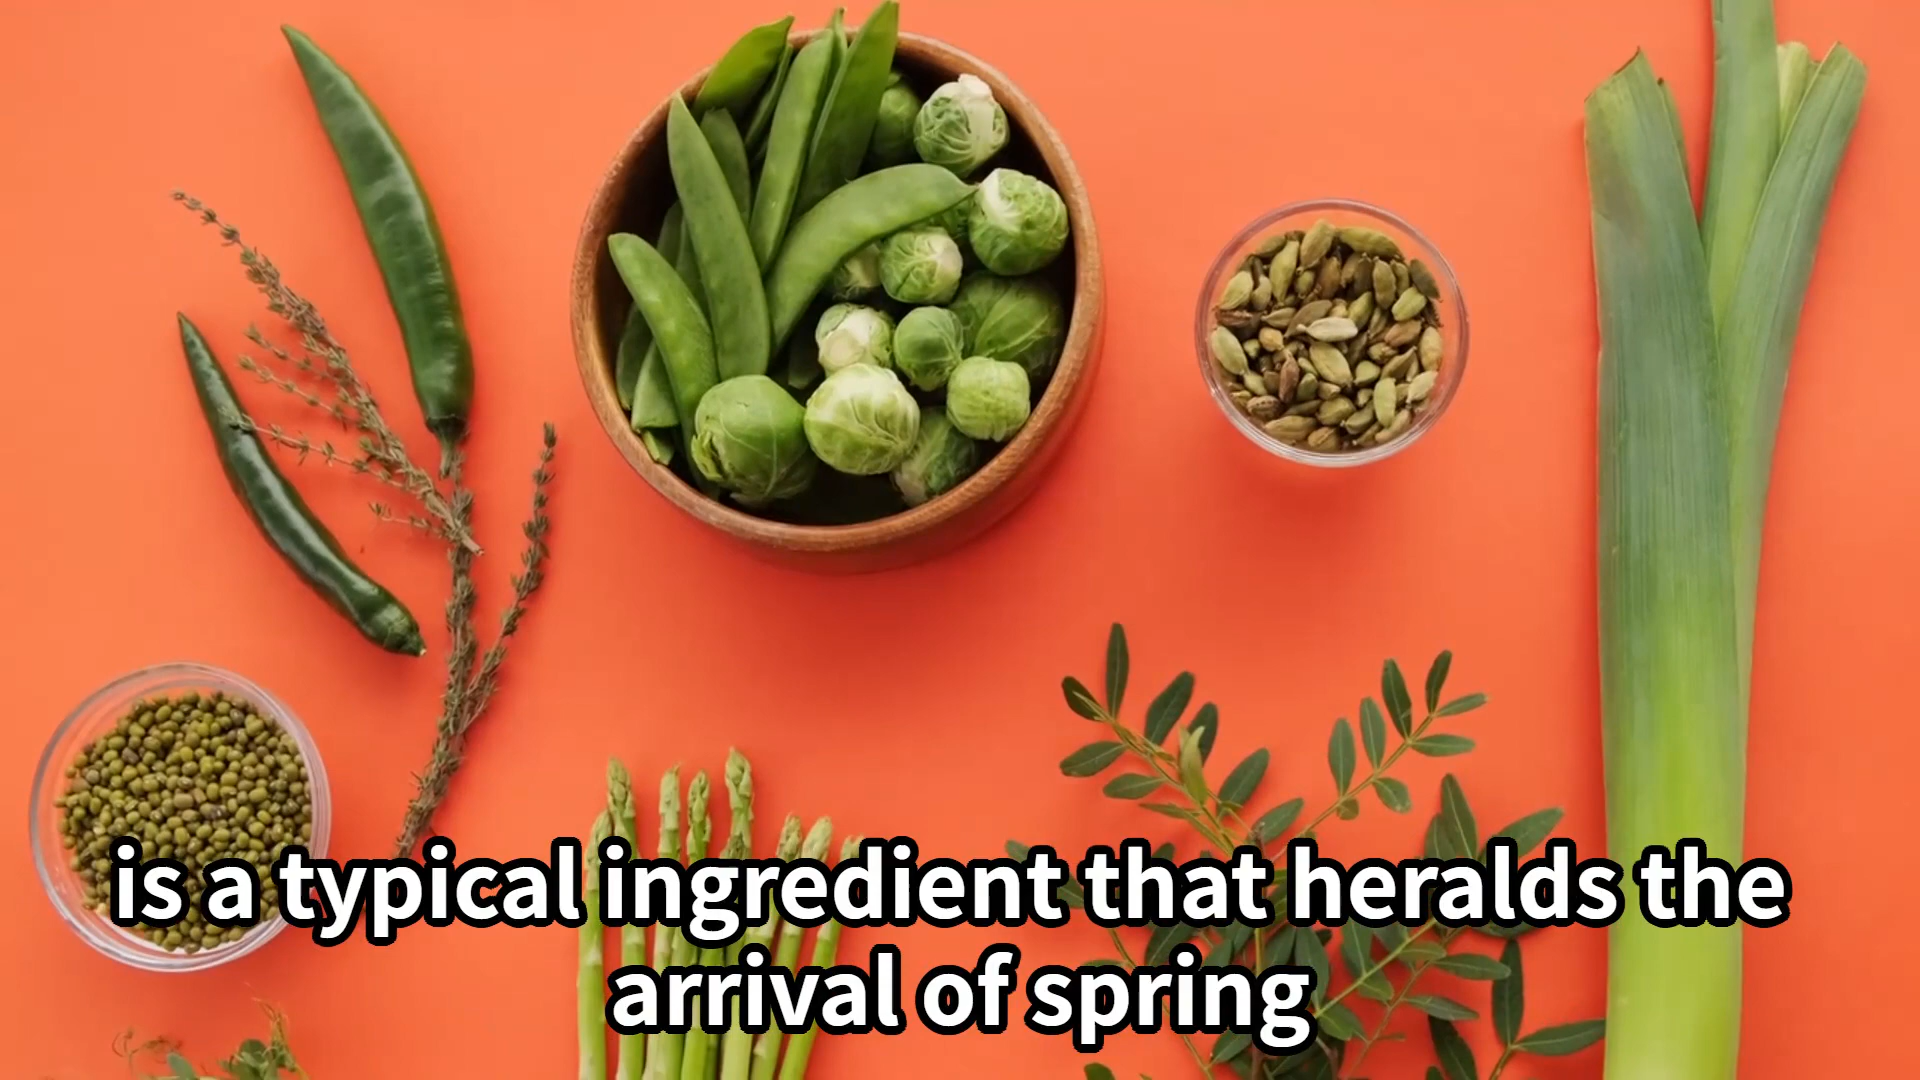 is a typical ingredient that heralds the
arrival of spring